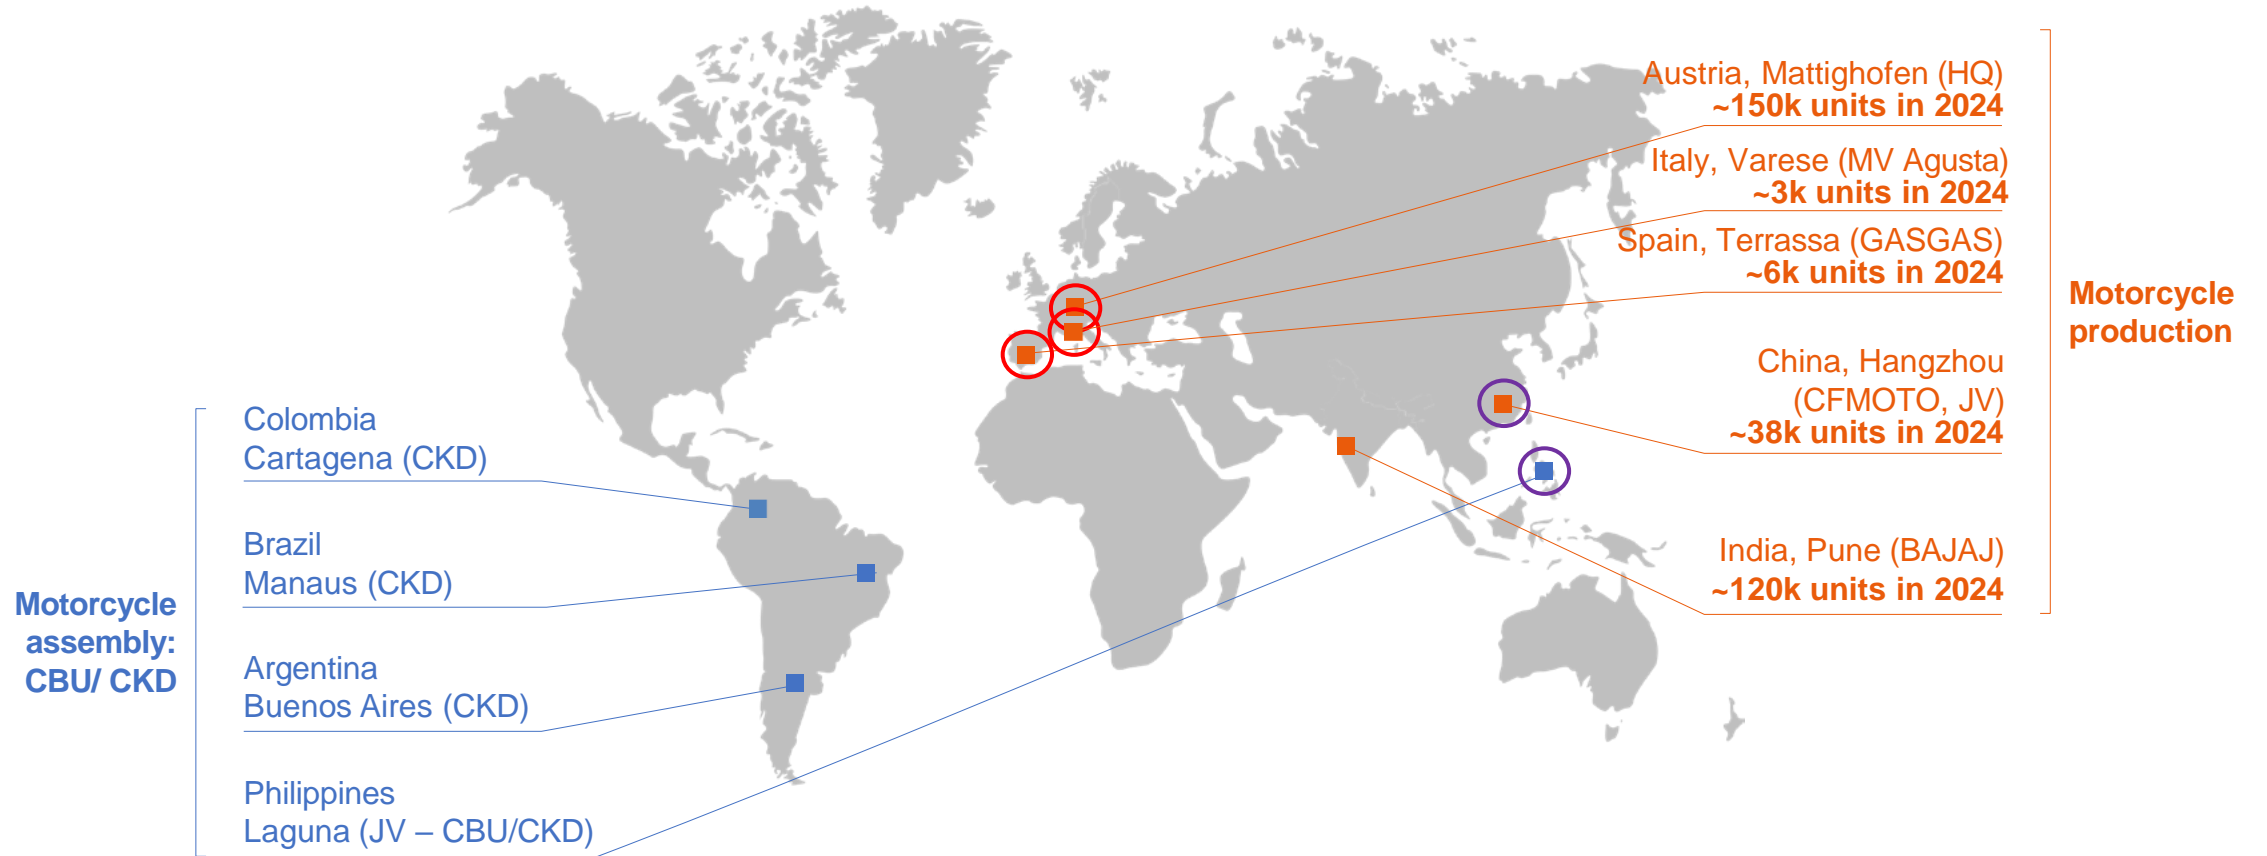 Motorcycle
assembly:
CBU/ CKD
Colombia
Cartagena (CKD)
Brazil
Manaus (CKD)
Argentina
Buenos Aires (CKD)
Philippines
Laguna (JV – CBU/CKD)
Austria, Mattighofen (HQ)
~150k units in 2024
Italy, Varese (MV Agusta)
~3k units in 2024
Spain, Terrassa (GASGAS)
~6k units in 2024
China, Hangzhou
(CFMOTO, JV)
~38k units in 2024
India, Pune (BAJAJ)
~120k units in 2024
Motorcycle
production